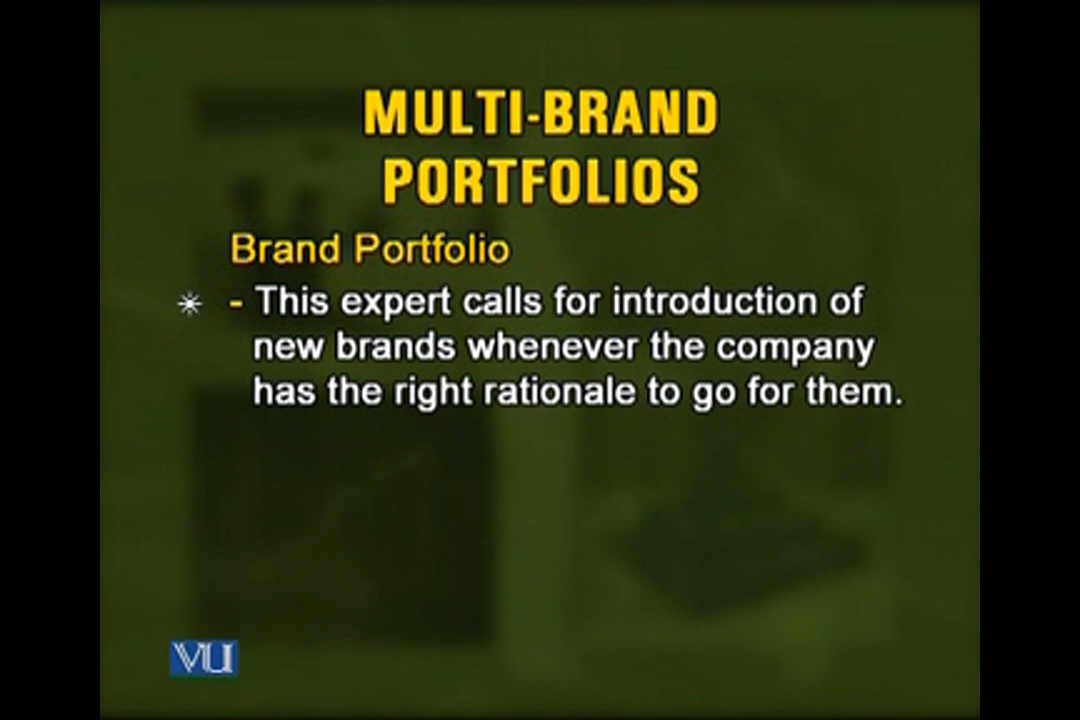 MULTI-BRAND
PORTFOLIOS
Brand Portfolio
- This expert calls for introduction of
new brands whenever the company
has the right rationale to go for them.
VU